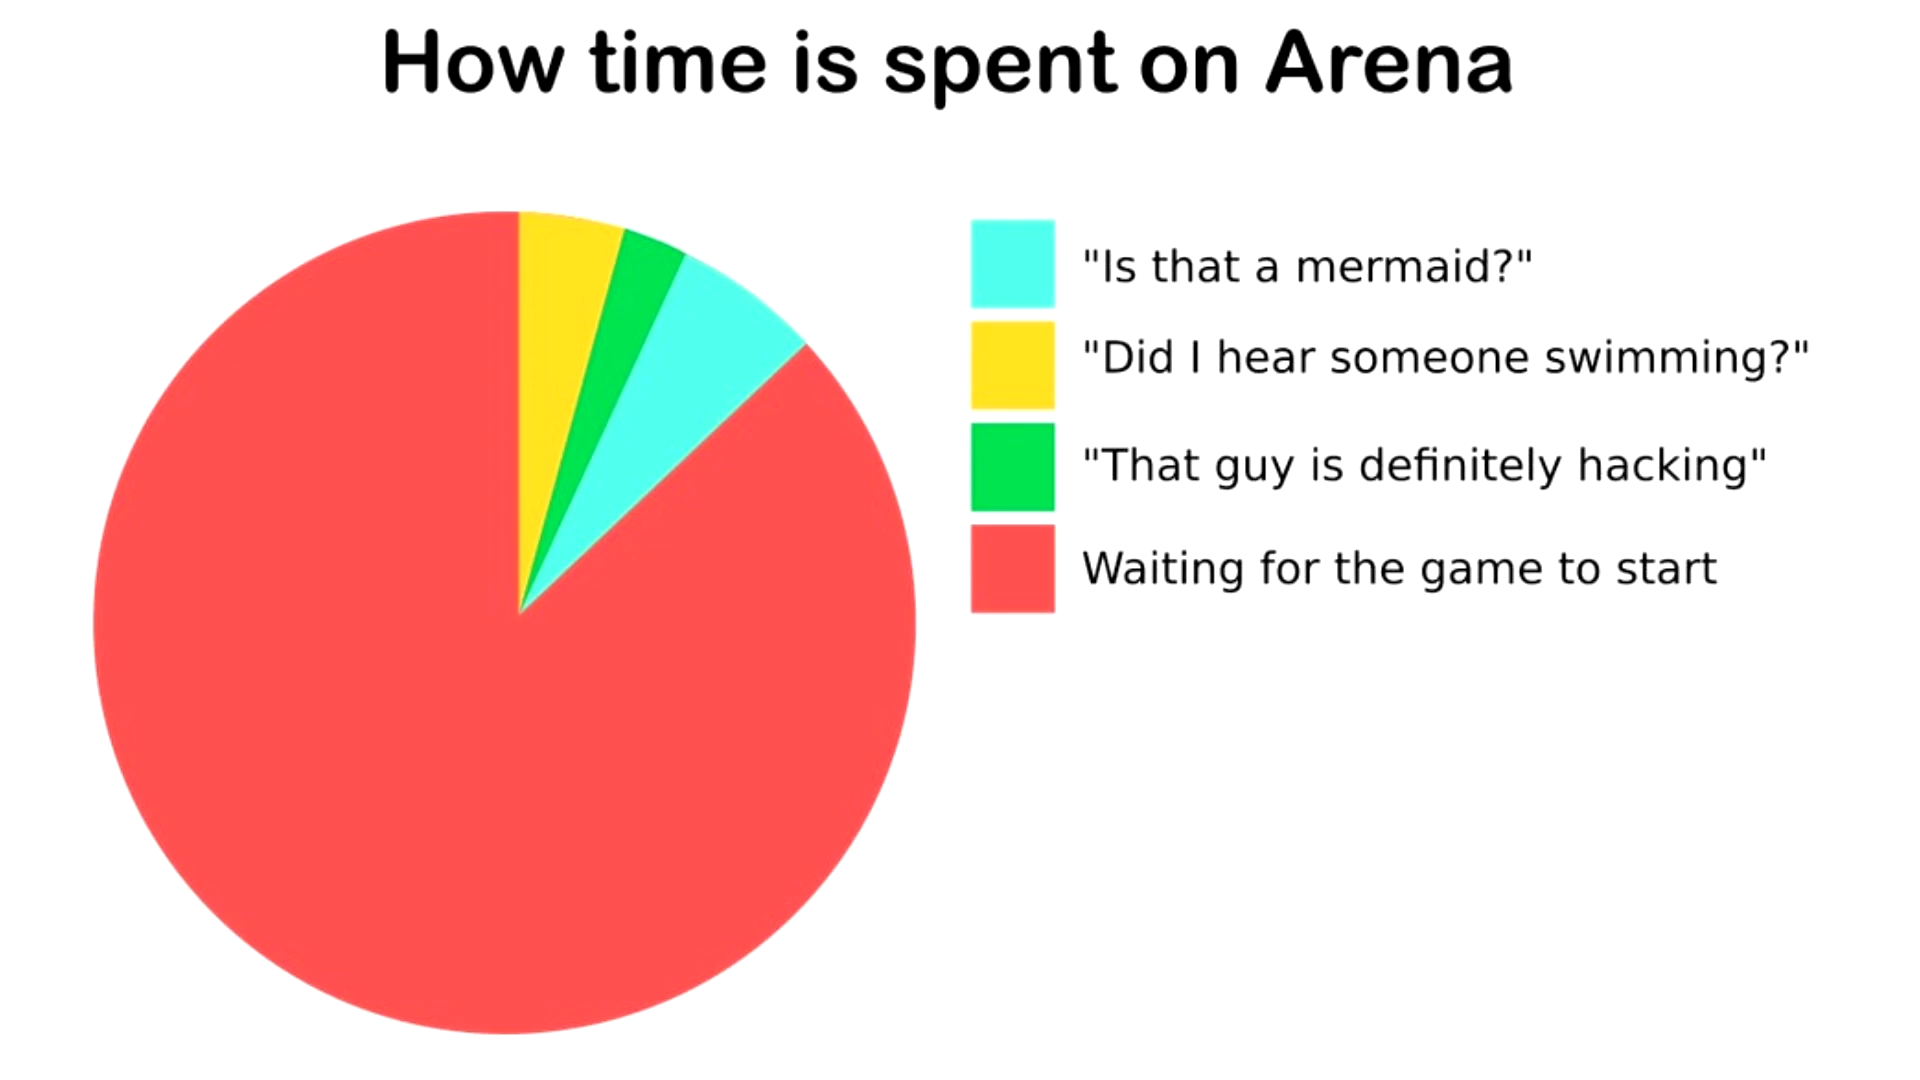 How time is spent on Arena
"Is that a mermaid?"
"Did I hear someone swimming?"
"That guy is definitely hacking"
Waiting for the game to start